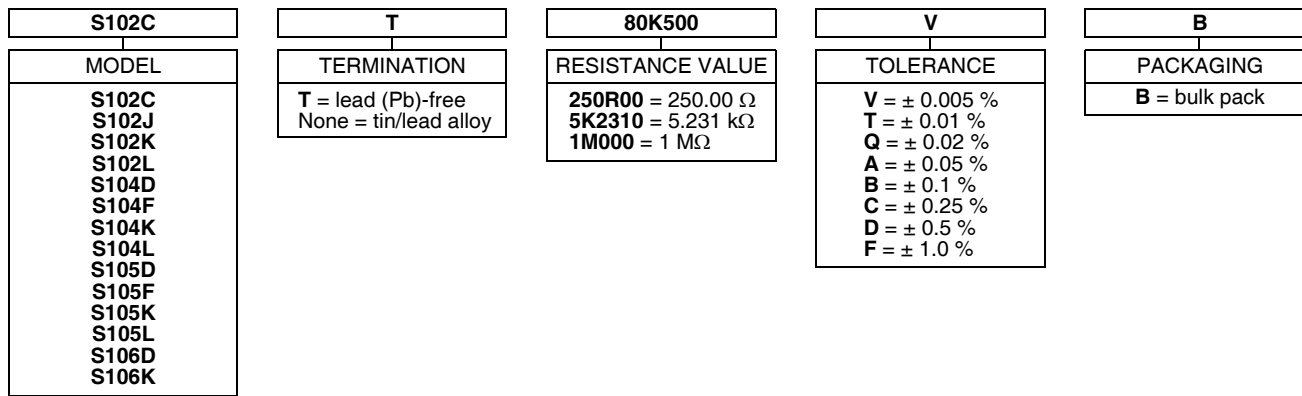 S102C
T
80K500
V
B
MODEL
S102C
S102J
S102K
S102L
S104D
S104F
S104K
S104L
S105D
S105F
S105K
S105L
S106D
S106K
TERMINATION
T = lead (Pb)-free
None = tin/lead alloy
RESISTANCE VALUE
250R00 = 250.00 Ω
5K2310 = 5.231 kΩ
1M000 = 1 MΩ
TOLERANCE
V = ± 0.005 %
T = ± 0.01 %
Q = ± 0.02 %
A = ± 0.05 %
B = ± 0.1 %
C = ± 0.25 %
D = ± 0.5 %
F = ± 1.0 %
PACKAGING
B = bulk pack